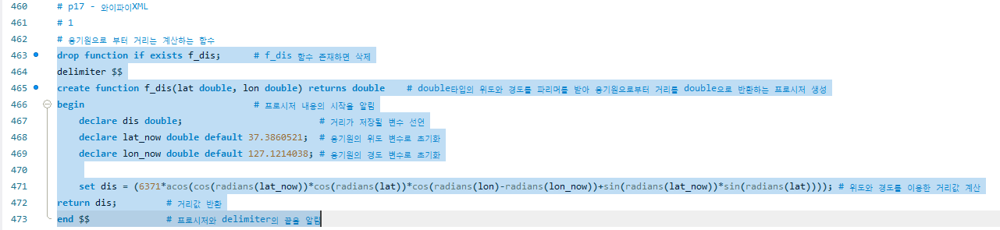 460 # p17 - 와이파이XML
461 # 1
462 # 융기원으로 부터 거리는 계산하는 함수
463 drop function if exists f_dis; # f_dis 함수 존재하면 삭제
464 delimiter $$
465 create function f_dis(lat double, lon double) returns double # double타입의 위도와 경도를 파리머를 받아 융기원으로부터 거리를 double으로 반환하는 프로시저 생성
466 begin # 프로시저 내용의 시작을 알림
467 declare dis double; # 거리가 저장될 변수 선언
468 declare lat_now double default 37.3860521; # 융기원의 위도 변수로 초기화
469 declare lon_now double default 127.1214038; # 융기원의 경도 변수로 초기화
470
471 set dis = (6371*acos(cos(radians(lat_now))*cos(radians(lat))*cos(radians(lon)-radians(lon_now))+sin(radians(lat_now))*sin(radians(lat)))); # 위도와 경도를 이용한 거리값 계산
472 return dis; # 거리값 반환
473 end $$ # 프로시저와 delimiter의 끝을 알림